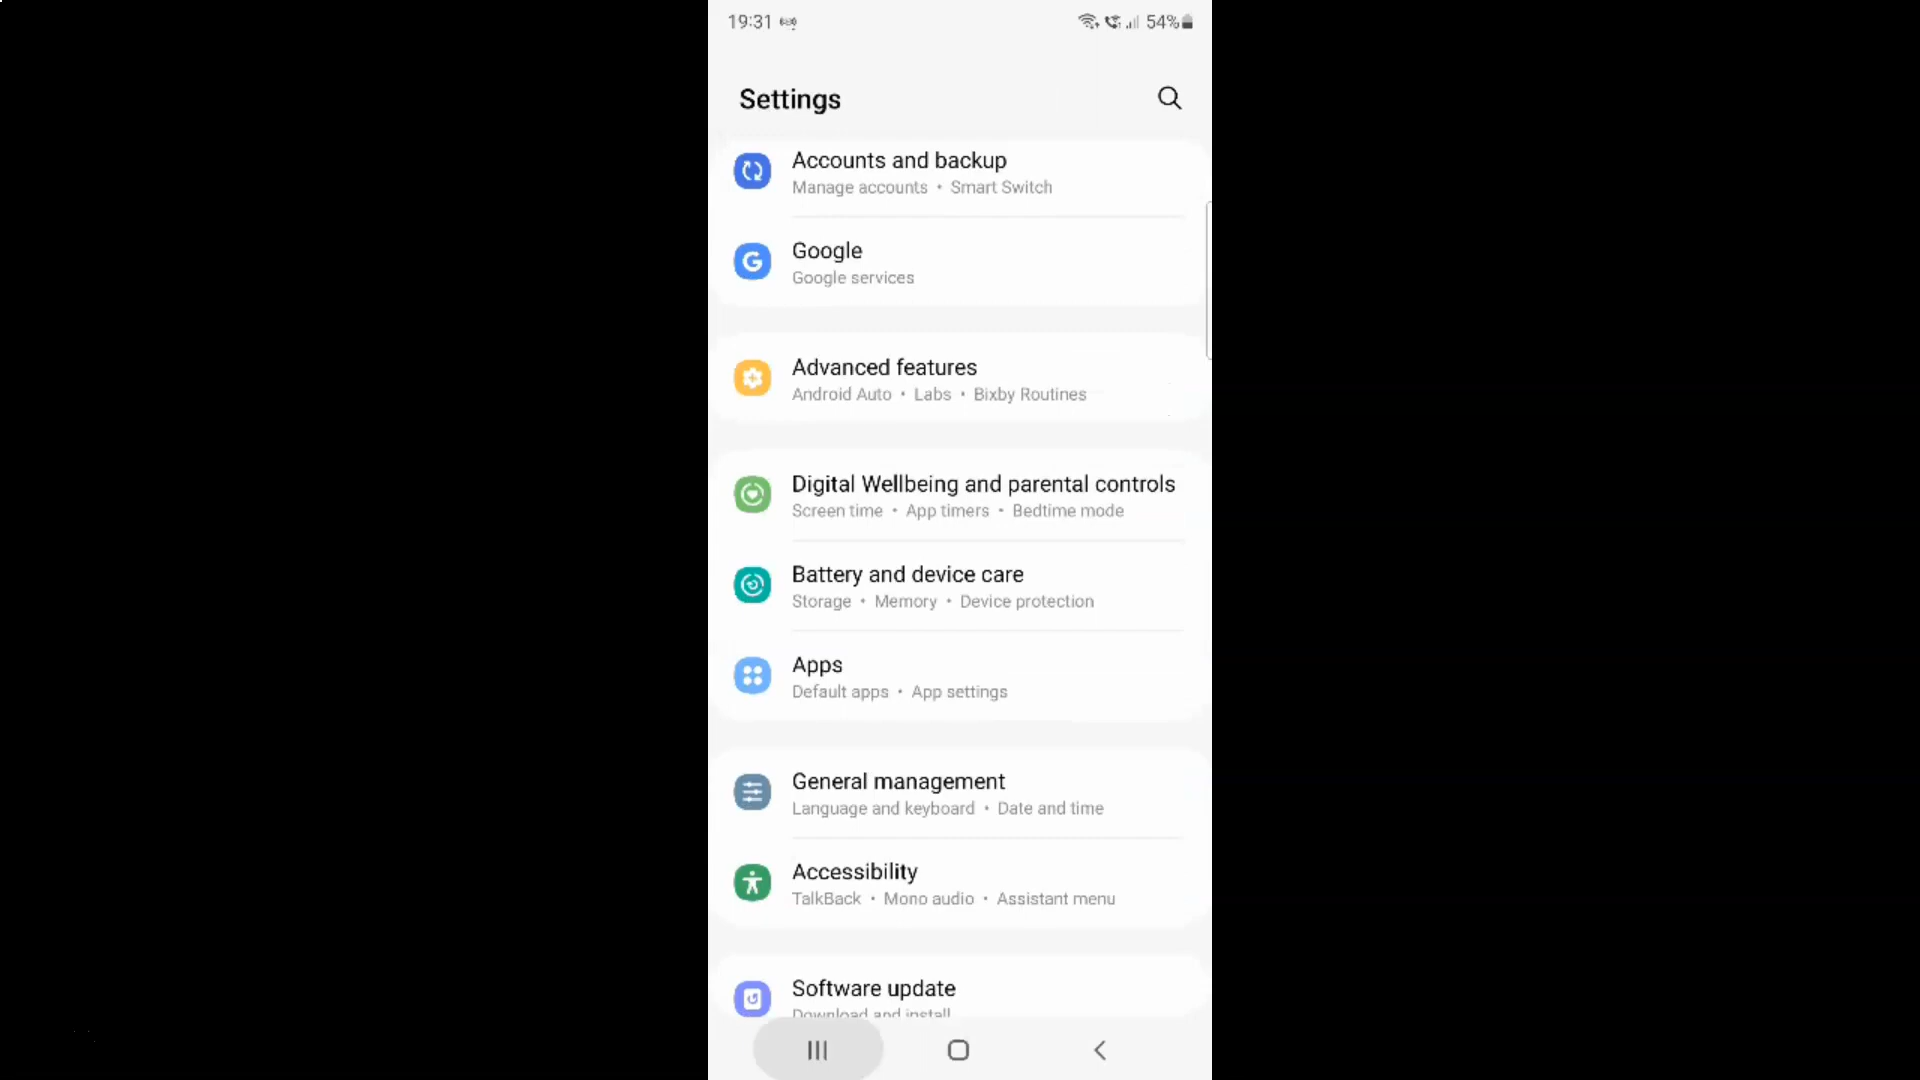 19:31
54%
Settings
Accounts and backup
Manage accounts • Smart Switch
Google
Google services
Advanced features
Android Auto • Labs • Bixby Routines
Digital Wellbeing and parental controls
Screen time • App timers • Bedtime mode
Battery and device care
Storage • Memory • Device protection
Apps
Default apps • App settings
General management
Language and keyboard • Date and time
Accessibility
TalkBack • Mono audio • Assistant menu
Software update
Download and install